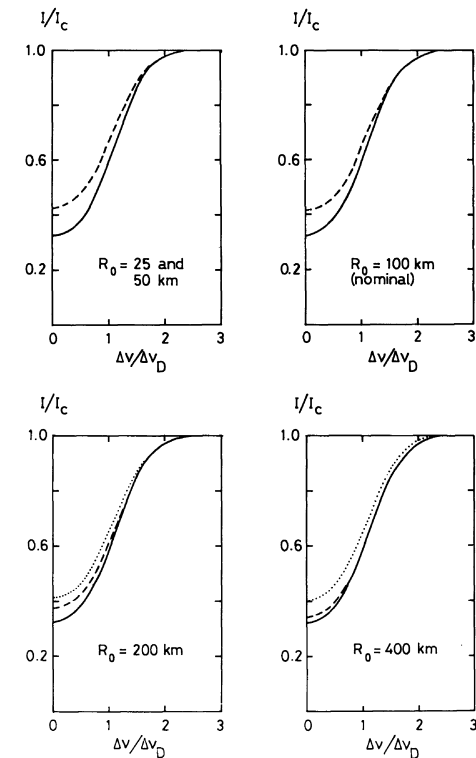 I/I_c
1.0
0.6
0.2
R_0 = 25 and
50 km
0 1 2 3
Δν/Δν_D
I/I_c
1.0
0.6
0.2
R_0 = 100 km
(nominal)
0 1 2 3
Δν/Δν_D
I/I_c
1.0
0.6
0.2
R_0 = 200 km
0 1 2 3
Δν/Δν_D
I/I_c
1.0
0.6
0.2
R_0 = 400 km
0 1 2 3
Δν/Δν_D